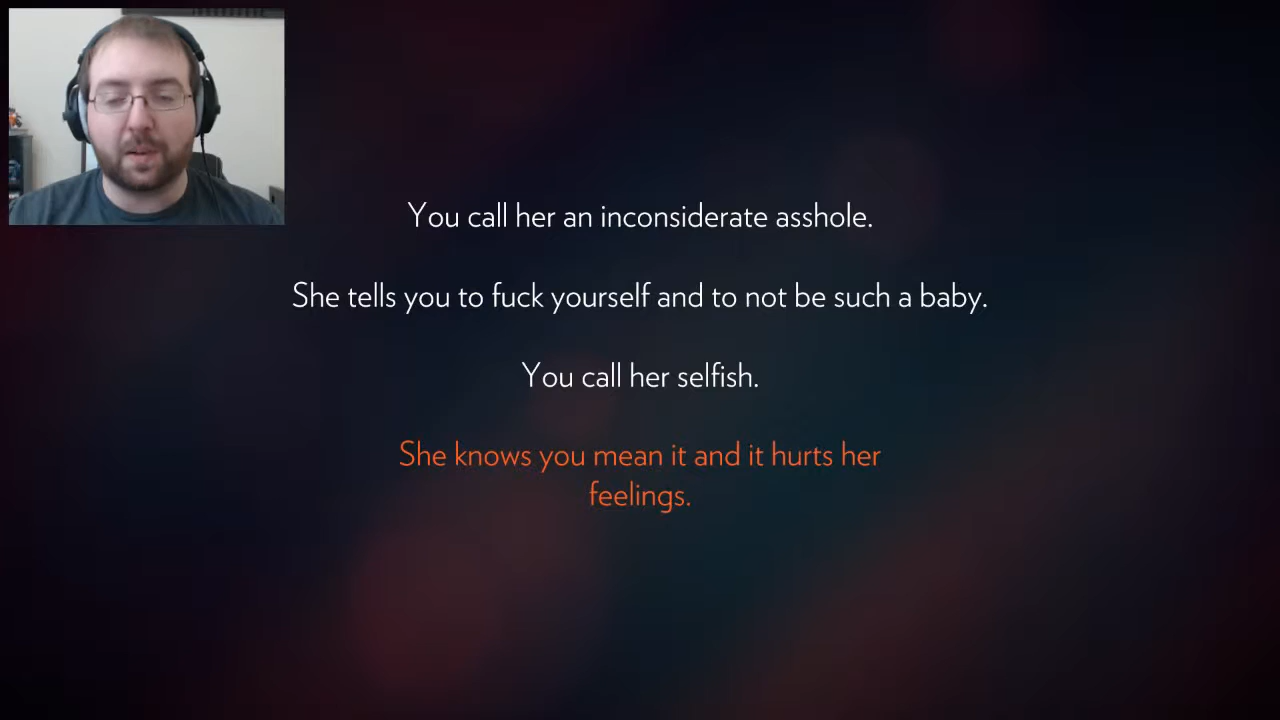 You call her an inconsiderate asshole.
She tells you to fuck yourself and to not be such a baby.
You call her selfish.
She knows you mean it and it hurts her
feelings.